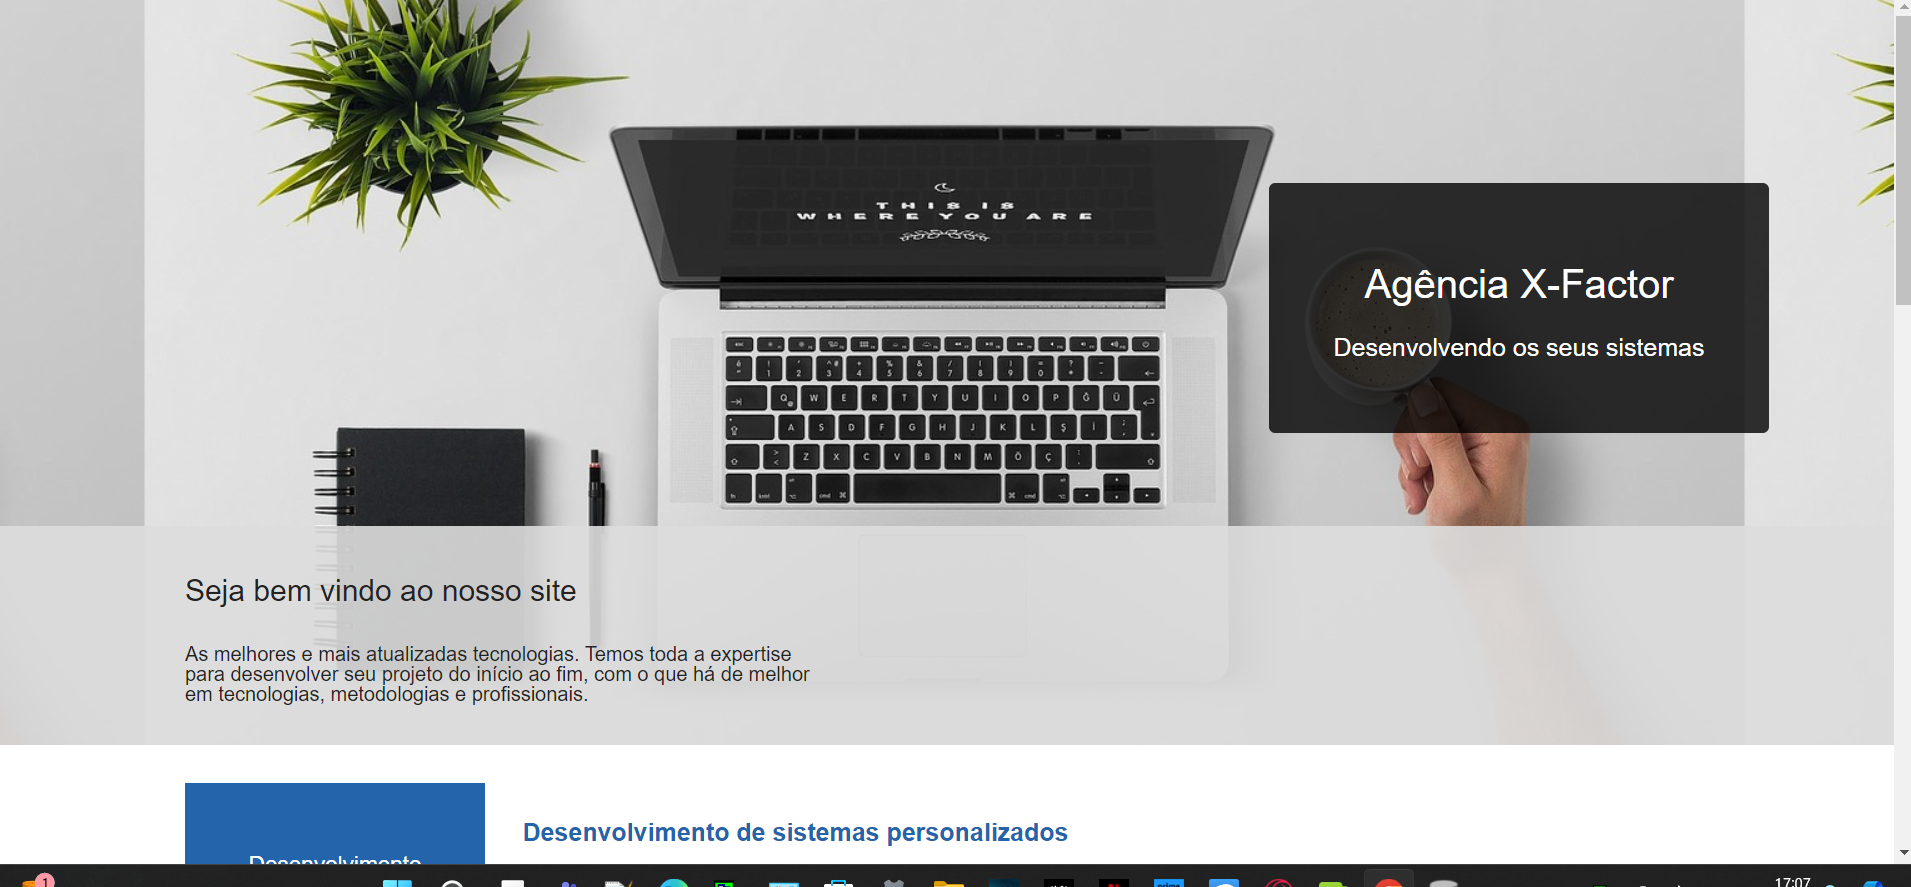 THIS IS
WHERE YOU ARE
Agência X-Factor
Desenvolvendo os seus sistemas
Seja bem vindo ao nosso site
As melhores e mais atualizadas tecnologias. Temos toda a expertise
para desenvolver seu projeto do início ao fim, com o que há de melhor
em tecnologias, metodologias e profissionais.
Desenvolvimento
Desenvolvimento de sistemas personalizados
1
17:07